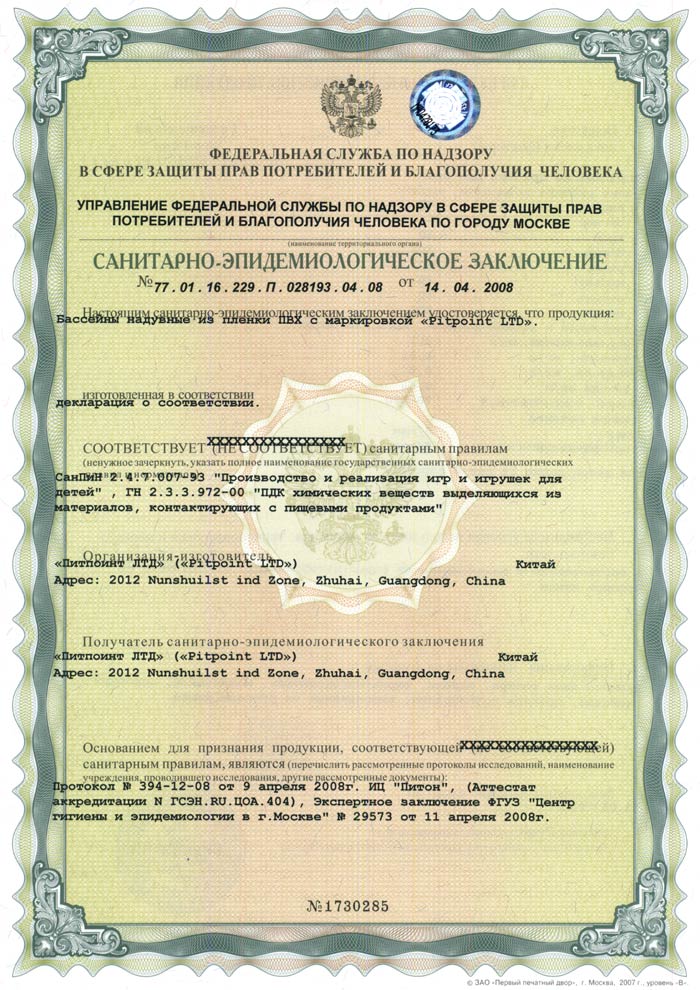 ФЕДЕРАЛЬНАЯ СЛУЖБА ПО НАДЗОРУ
В СФЕРЕ ЗАЩИТЫ ПРАВ ПОТРЕБИТЕЛЕЙ И БЛАГОПОЛУЧИЯ ЧЕЛОВЕКА
УПРАВЛЕНИЕ ФЕДЕРАЛЬНОЙ СЛУЖБЫ ПО НАДЗОРУ В СФЕРЕ ЗАЩИТЫ ПРАВ
ПОТРЕБИТЕЛЕЙ И БЛАГОПОЛУЧИЯ ЧЕЛОВЕКА ПО ГОРОДУ МОСКВЕ
(наименование территориального органа)
САНИТАРНО-ЭПИДЕМИОЛОГИЧЕСКОЕ ЗАКЛЮЧЕНИЕ
№ 77.01.16.229.П.028193.04.08 от 14.04.2008
Настоящим санитарно-эпидемиологическим заключением удостоверяется, что продукция:
Бассейны надувные из пленки ПВХ с маркировкой «Pitpoint LTD».
изготовленная в соответствии
декларация о соответствии.
СООТВЕТСТВУЕТ (НЕ СООТВЕТСТВУЕТ) санитарным правилам
(ненужное зачеркнуть, указать полное наименование государственных санитарно-эпидемиологических
СанПиН 2.4.7.007-93 "Производство и реализация игр и игрушек для
детей" , ГН 2.3.3.972-00 "ПДК химических веществ выделяющихся из
материалов, контактирующих с пищевыми продуктами"
Организация-изготовитель
«Питпоинт ЛТД» («Pitpoint LTD») Китай
Адрес: 2012 Nunshuilst ind Zone, Zhuhai, Guangdong, China
Получатель санитарно-эпидемиологического заключения
«Питпоинт ЛТД» («Pitpoint LTD») Китай
Адрес: 2012 Nunshuilst ind Zone, Zhuhai, Guangdong, China
Основанием для признания продукции, соответствующей (не соответствующей)
санитарным правилам, являются (перечислить рассмотренные протоколы исследований, наименование
учреждения, проводившего исследования, другие рассмотренные документы):
Протокол № 394-12-08 от 9 апреля 2008г. ИЦ "Питон", (Аттестат
аккредитации N ГСЭН.RU.ЦОА.404), Экспертное заключение ФГУЗ "Центр
гигиены и эпидемиологии в г.Москве" № 29573 от 11 апреля 2008г.
№1730285
© ЗАО «Первый печатный двор», г. Москва, 2007 г., уровень «В».